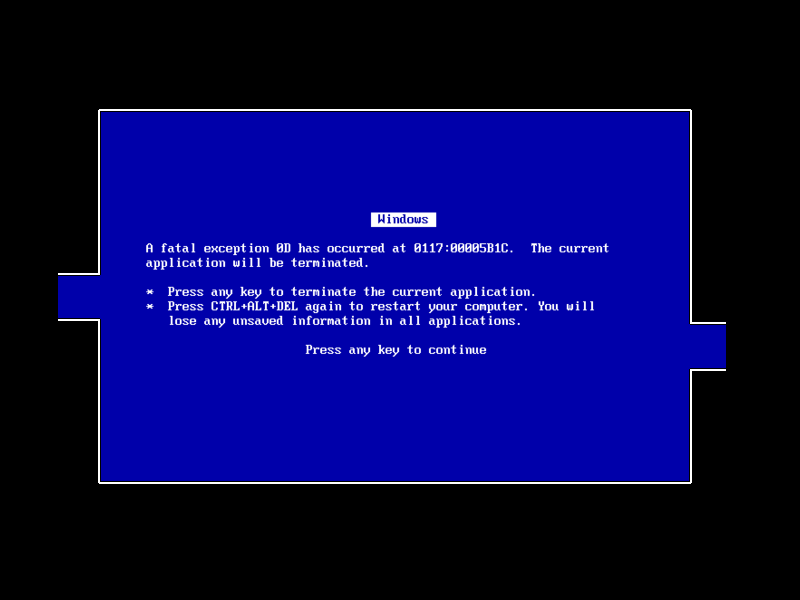 Windows
A fatal exception 0D has occurred at 0117:00005B1C.  The current
application will be terminated.
*  Press any key to terminate the current application.
*  Press CTRL+ALT+DEL again to restart your computer. You will
lose any unsaved information in all applications.
Press any key to continue